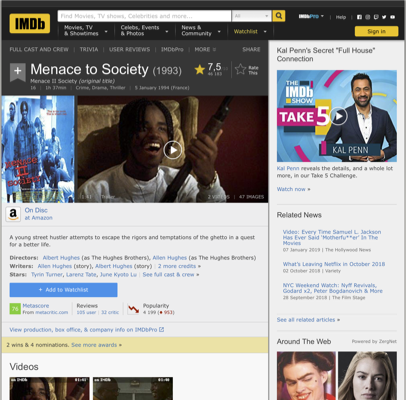 IMDb
Find Movies, TV shows, Celebrities and more...
All
IMDbPro
Help
Movies, TV & Showtimes
Celebs, Events & Photos
News & Community
Watchlist
Sign in
FULL CAST AND CREW | TRIVIA | USER REVIEWS | IMDbPro | MORE
SHARE
Menace to Society (1993)
Menace II Society (original title)
16 | 1h 37min | Crime, Drama, Thriller | 5 January 1994 (France)
7,5
Rate This
47 IMAGES
On Disc
at Amazon
A young street hustler attempts to escape the rigors and temptations of the ghetto in a quest
for a better life.
Directors: Albert Hughes (as The Hughes Brothers), Allen Hughes (as The Hughes Brothers)
Writers: Allen Hughes (story), Albert Hughes (story) | 2 more credits »
Stars: Tyrin Turner, Larenz Tate, June Kyoto Lu | See full cast & crew »
+ Add to Watchlist
Metascore
From metacritic.com
Reviews
105 user | 32 critic
Popularity
4 199 ( 953)
View production, box office, & company info on IMDbPro
2 wins & 4 nominations. See more awards »
Videos
Kal Penn's Secret "Full House"
Connection
THE IMDb SHOW
TAKE 5
KAL PENN
Kal Penn reveals the details, and a whole lot
more, in our Take 5 Challenge.
Watch now »
Related News
Video: Every Time Samuel L. Jackson
Has Ever Said 'Motherfu**er' In The
Movies
07 January 2019 | The Hollywood News
What's Leaving Netflix in October 2018
02 October 2018 | Variety
NYC Weekend Watch: Nyff Revivals,
Godard x2, Peter Bogdanovich & More
28 September 2018 | The Film Stage
See all related articles »
Around The Web
Powered by ZergNet